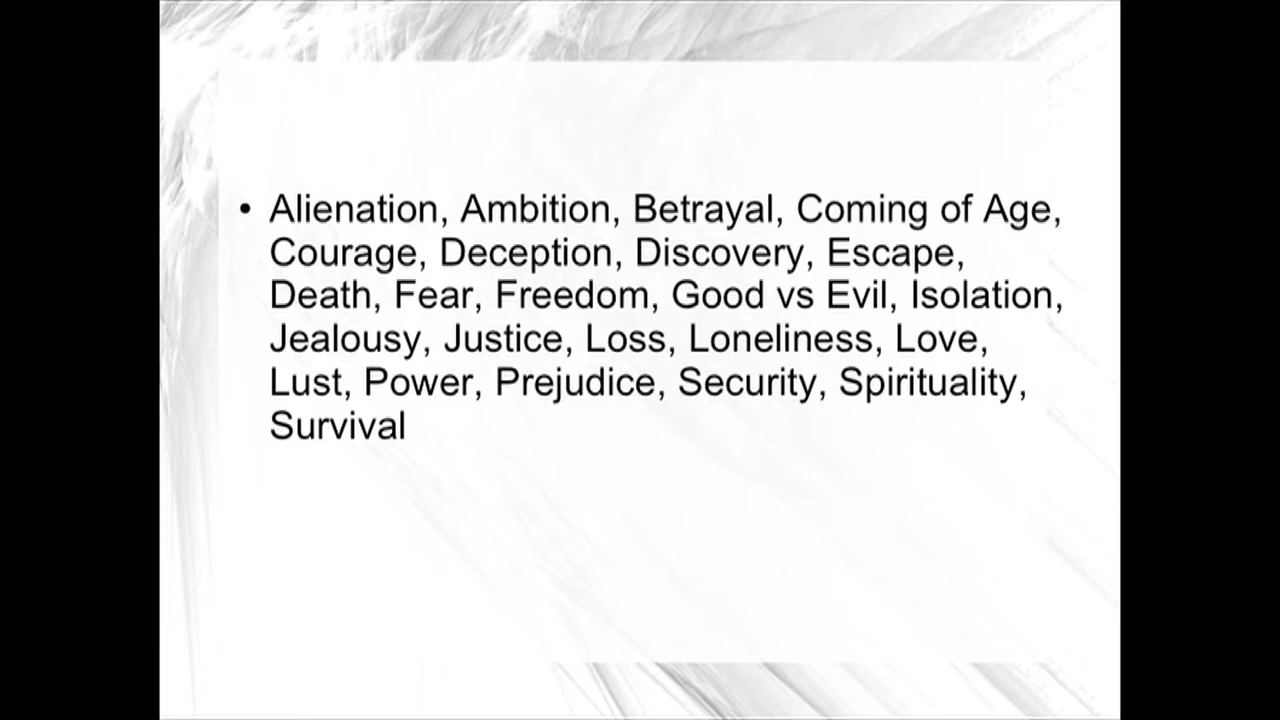 • Alienation, Ambition, Betrayal, Coming of Age,
Courage, Deception, Discovery, Escape,
Death, Fear, Freedom, Good vs Evil, Isolation,
Jealousy, Justice, Loss, Loneliness, Love,
Lust, Power, Prejudice, Security, Spirituality,
Survival